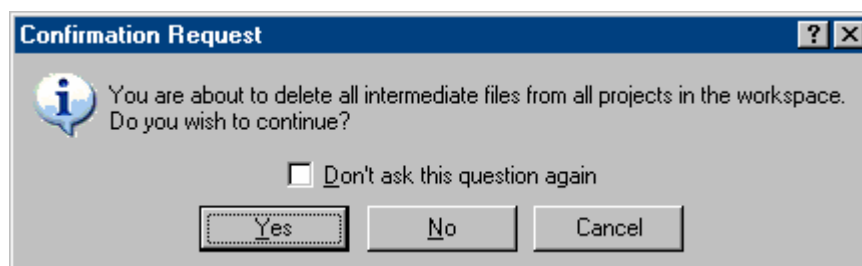 Confirmation Request
You are about to delete all intermediate files from all projects in the workspace.
Do you wish to continue?
Don't ask this question again
Yes No Cancel